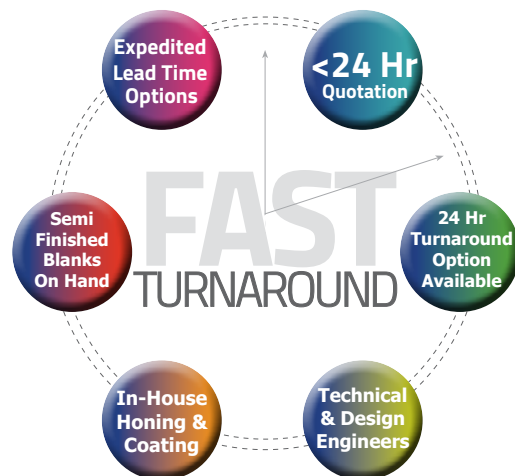 Expedited
Lead Time
Options
<24 Hr
Quotation
FAST
TURNAROUND
Semi
Finished
Blanks
On Hand
24 Hr
Turnaround
Option
Available
In-House
Honing &
Coating
Technical
& Design
Engineers